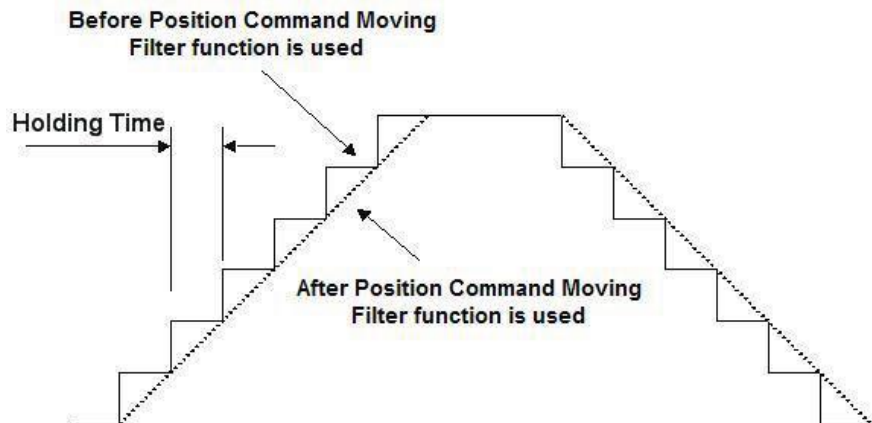 Before Position Command Moving
Filter function is used
Holding Time
After Position Command Moving
Filter function is used